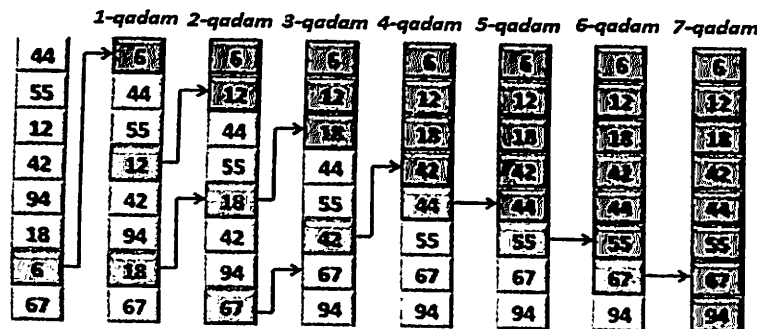 1-qadam 2-qadam 3-qadam 4-qadam 5-qadam 6-qadam 7-qadam
44 6 6 6 6 6 6 6
55 44 12 12 12 12 12 12
12 55 44 18 18 18 18 18
42 12 55 44 42 42 42 42
94 42 18 55 44 44 44 44
18 94 42 42 55 55 55 55
6 18 94 67 67 67 67 67
67 67 67 94 94 94 94 94